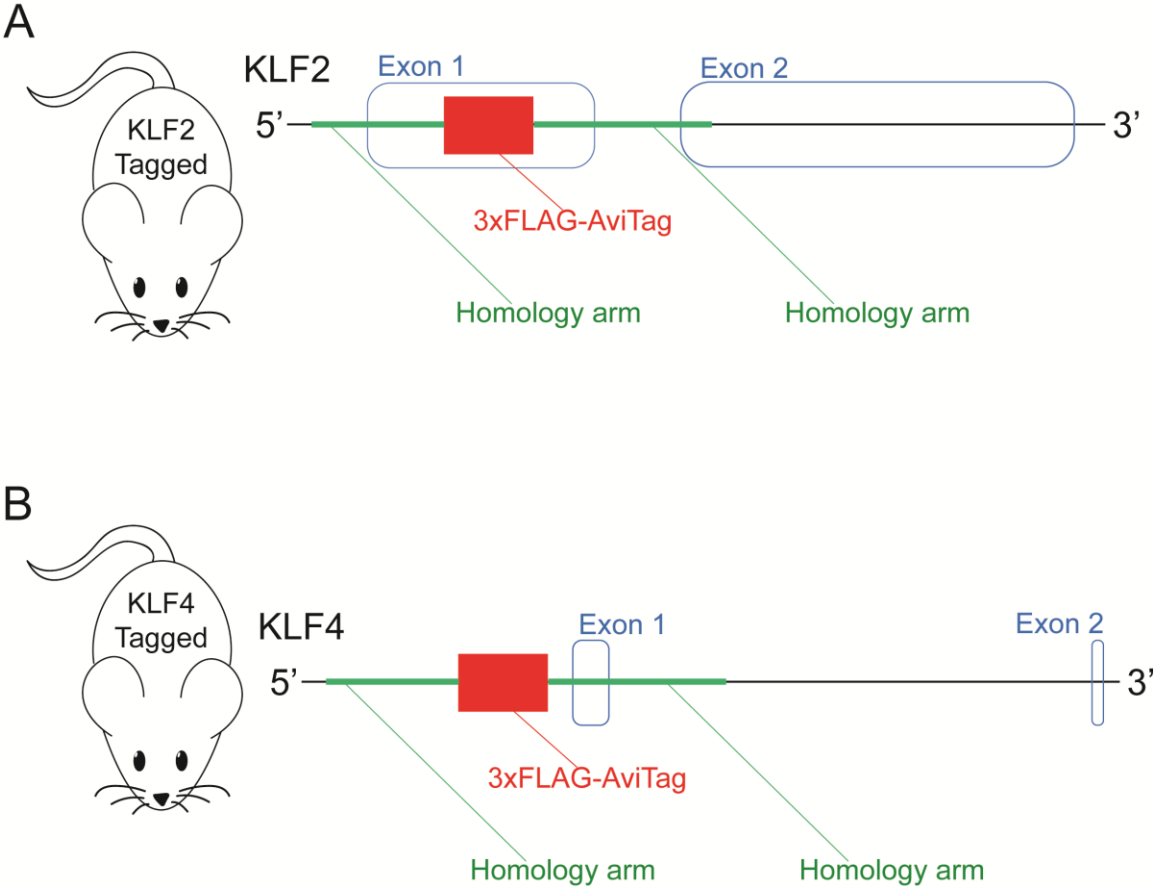 A
KLF2
Tagged
KLF2
Exon 1
Exon 2
5’
3’
3xFLAG-AviTag
Homology arm
Homology arm
B
KLF4
Tagged
KLF4
Exon 1
Exon 2
5’
3’
3xFLAG-AviTag
Homology arm
Homology arm